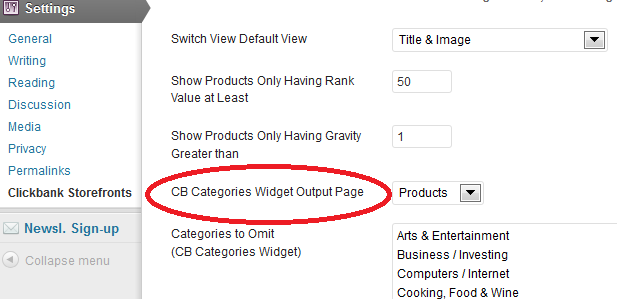 Settings
General
Writing
Reading
Discussion
Media
Privacy
Permalinks
Clickbank Storefronts
Newsl. Sign-up
Collapse menu
Switch View Default View
Title & Image
Show Products Only Having Rank
Value at Least
50
Show Products Only Having Gravity
Greater than
1
CB Categories Widget Output Page
Products
Categories to Omit
(CB Categories Widget)
Arts & Entertainment
Business / Investing
Computers / Internet
Cooking, Food & Wine